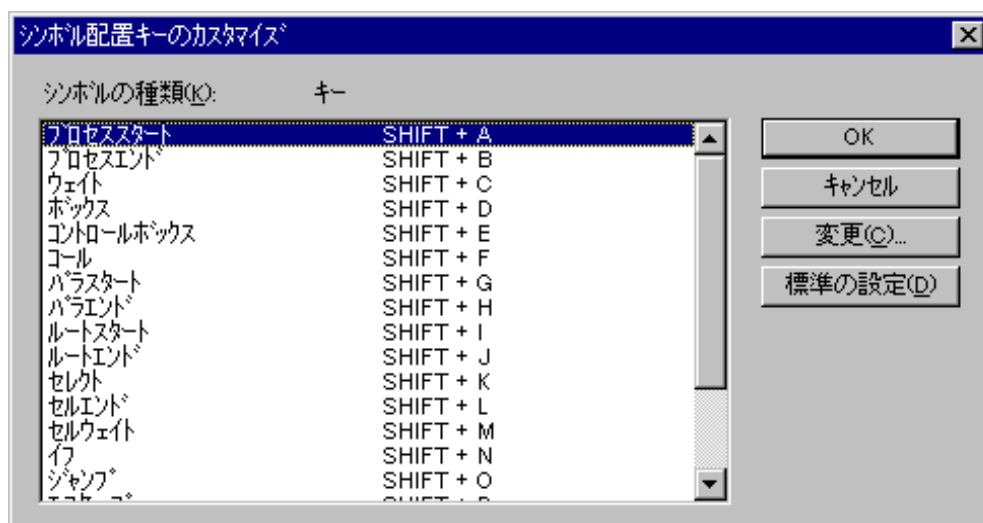 シンボル配置キーのカスタマイズ
シンボルの種類(K): キー
プロセススタート SHIFT + A
プロセスエンド SHIFT + B
ウェイト SHIFT + C
ボックス SHIFT + D
コントロールボックス SHIFT + E
コール SHIFT + F
パラスタート SHIFT + G
パラエンド SHIFT + H
ルートスタート SHIFT + I
ルートエンド SHIFT + J
セレクト SHIFT + K
セルエンド SHIFT + L
セルウェイト SHIFT + M
イフ SHIFT + N
ジャンプ SHIFT + O
OK
キャンセル
変更(C)...
標準の設定(D)